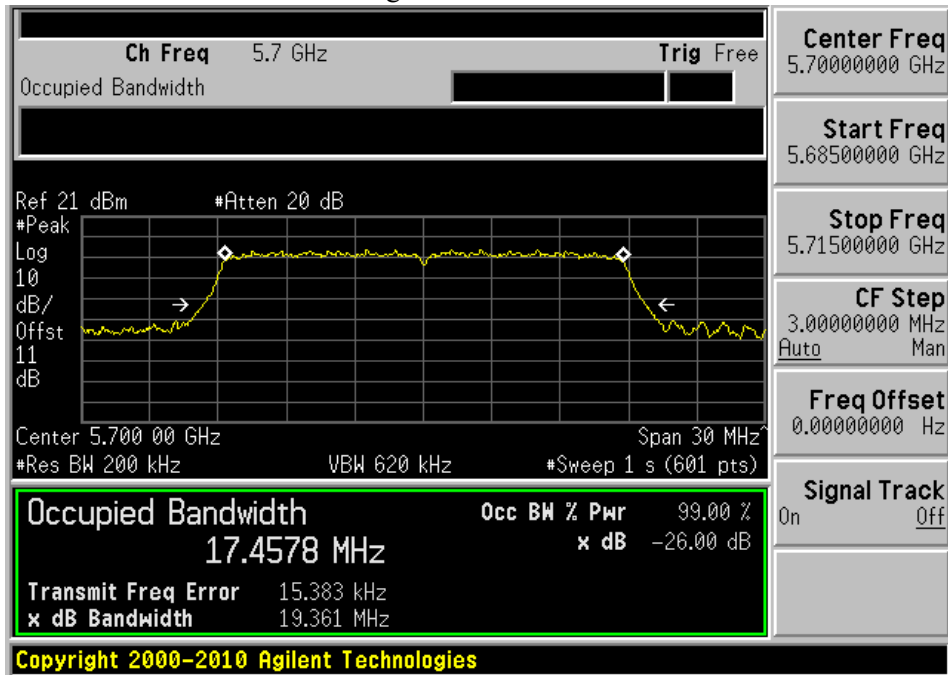 Ch Freq 5.7 GHz Trig Free
Occupied Bandwidth
Ref 21 dBm #Atten 20 dB
#Peak
Log
10
dB/
Offst
11
dB
Center 5.700 00 GHz Span 30 MHz^
#Res BW 200 kHz VBW 620 kHz #Sweep 1 s (601 pts)
Occupied Bandwidth Occ BW % Pwr 99.00 %
17.4578 MHz x dB -26.00 dB
Transmit Freq Error 15.383 kHz
x dB Bandwidth 19.361 MHz
Copyright 2000-2010 Agilent Technologies
Center Freq
5.70000000 GHz
Start Freq
5.68500000 GHz
Stop Freq
5.71500000 GHz
CF Step
3.00000000 MHz
Auto Man
Freq Offset
0.00000000 Hz
Signal Track
On Off